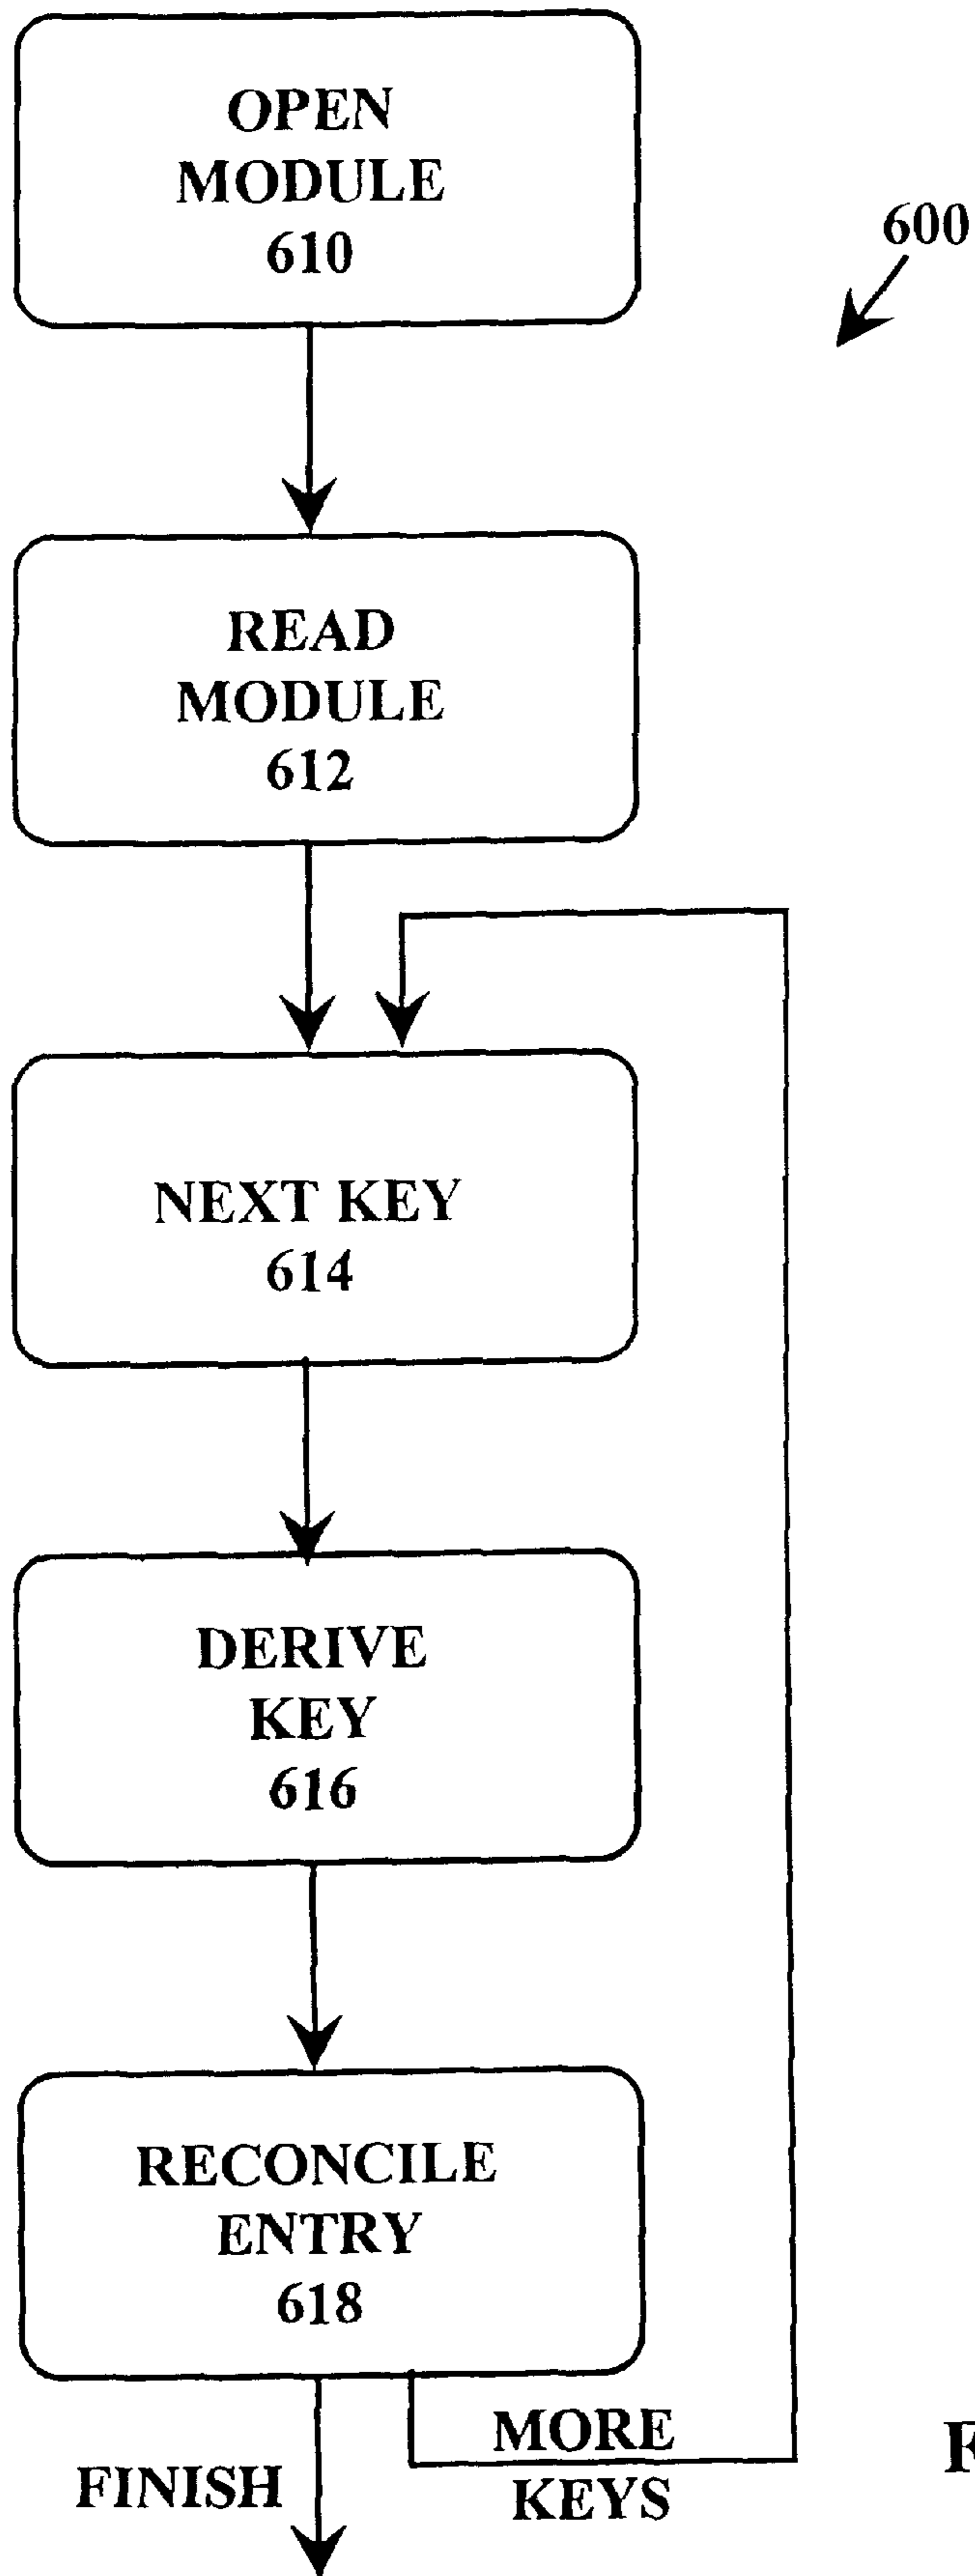 OPEN
MODULE
610
600
READ
MODULE
612
NEXT KEY
614
DERIVE
KEY
616
RECONCILE
ENTRY
618
MORE
KEYS
FINISH